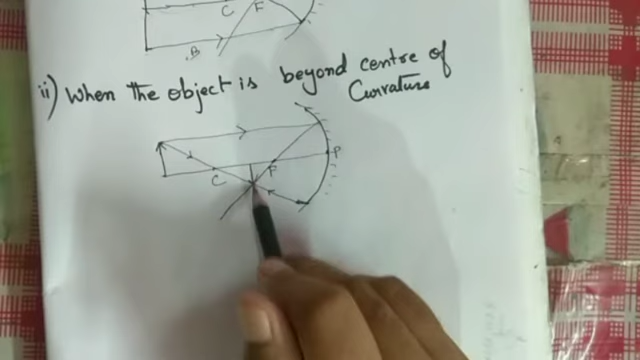 C F
.B
ii) When the object is beyond centre of
Curvature
C F P